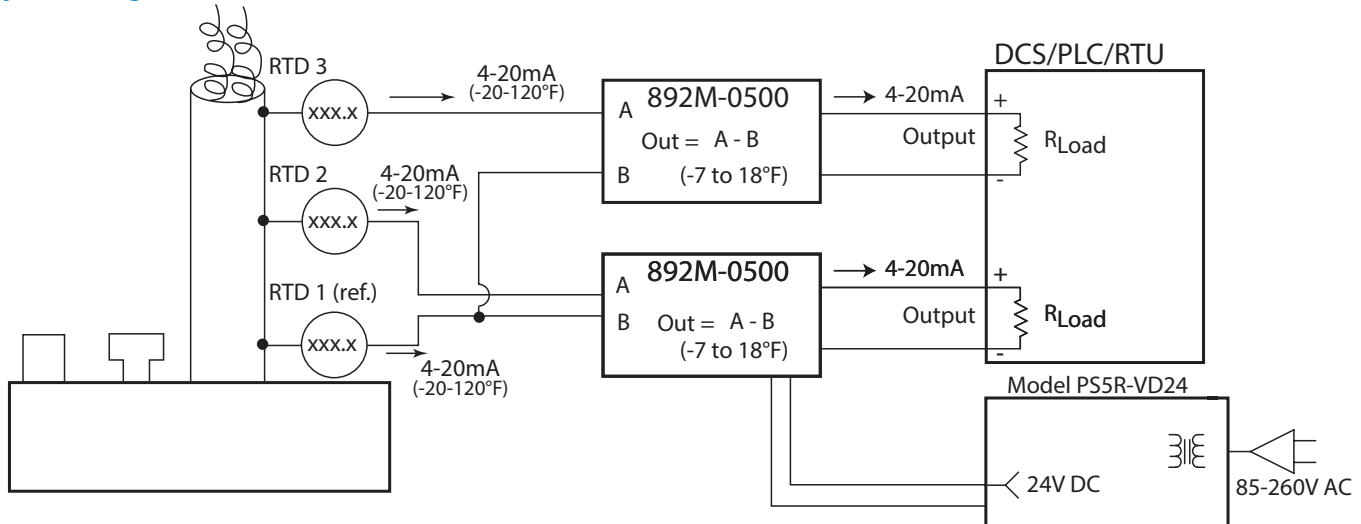 RTD 3
xxx.x
4-20mA
(-20-120°F)
892M-0500
A
Out = A - B
B
(-7 to 18°F)
4-20mA
Output
DCS/PLC/RTU
+
RLoad
-
RTD 2
xxx.x
4-20mA
(-20-120°F)
892M-0500
A
B
Out = A - B
(-7 to 18°F)
4-20mA
Output
+
RLoad
-
RTD 1 (ref.)
xxx.x
4-20mA
(-20-120°F)
Model PS5R-VD24
24V DC
85-260V AC